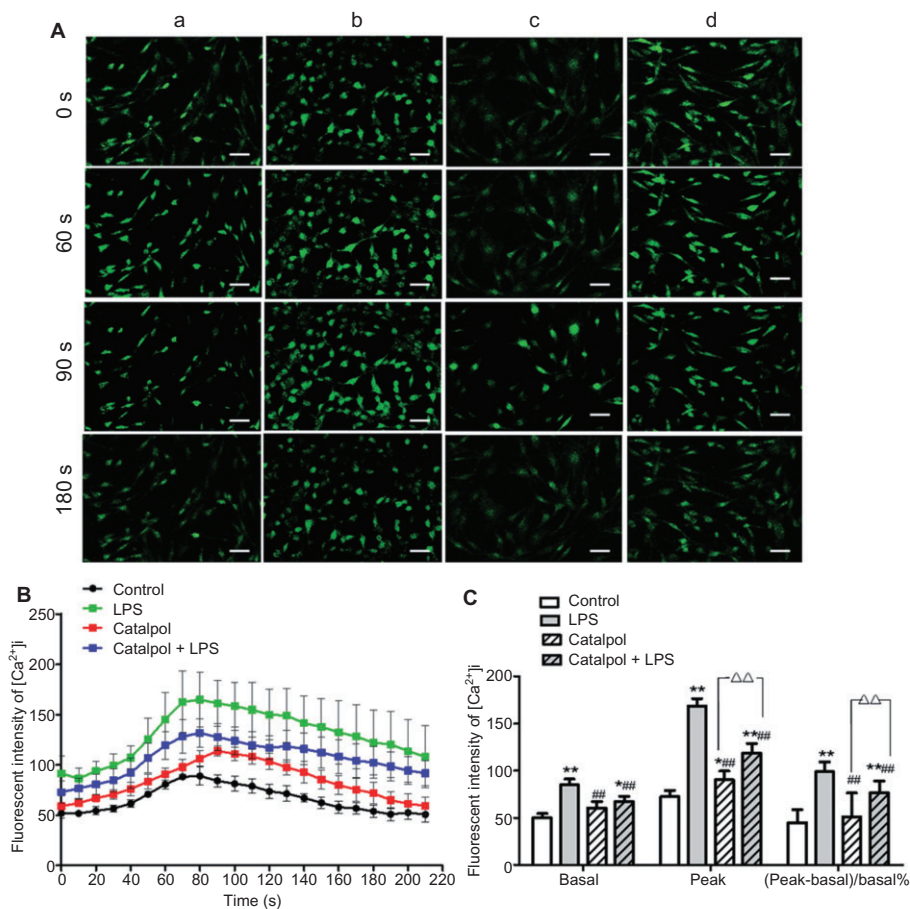 A
a b c d
0 s
60 s
90 s
180 s
B
Control
LPS
Catalpol
Catalpol + LPS
Fluorescent intensity of [Ca²⁺]i
250
200
150
100
50
0
0 20 40 60 80 100 120 140 160 180 200 220
Time (s)
C
Control
LPS
Catalpol
Catalpol + LPS
Fluorescent intensity of [Ca²⁺]i
200
150
100
50
0
** ## *##
** *## **## △△
** ## **## △△
Basal Peak (Peak-basal)/basal%